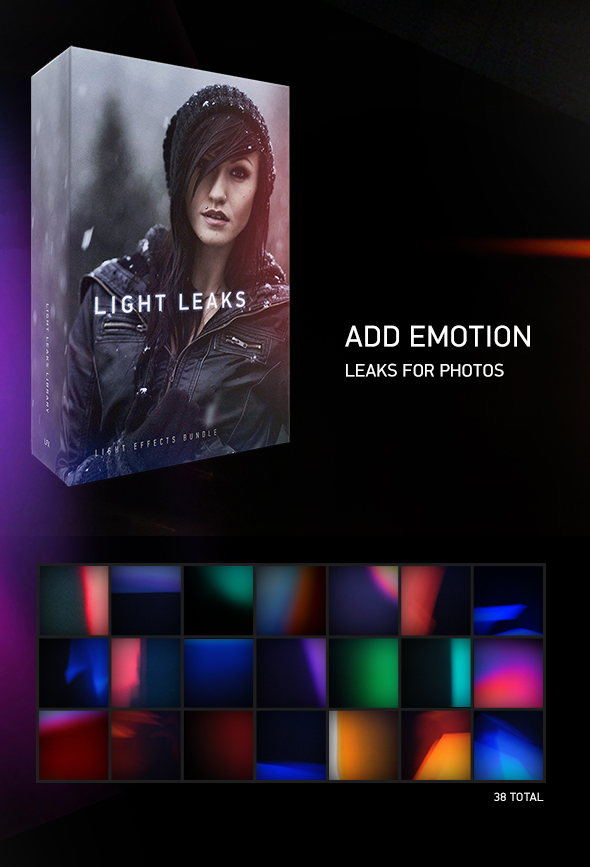 LIGHT LEAKS
LIGHT EFFECTS BUNDLE
LIGHT LEAKS LIBRARY
ADD EMOTION
LEAKS FOR PHOTOS
38 TOTAL